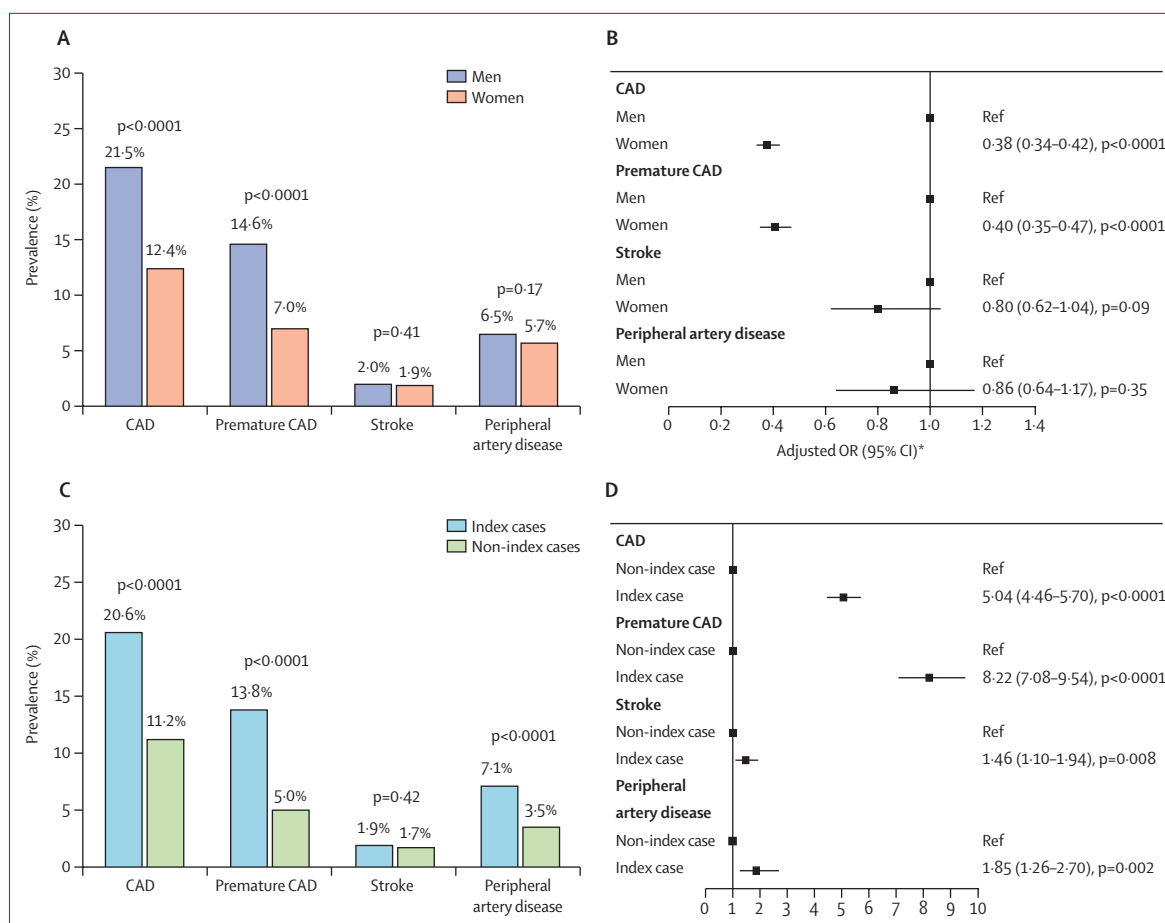 A
30
25
20
15
10
5
0
Prevalence (%)
Men
Women
p<0·0001
21·5%
12·4%
p<0·0001
14·6%
7·0%
p=0·41
2·0%
1·9%
p=0·17
6·5%
5·7%
CAD
Premature CAD
Stroke
Peripheral
artery disease
B
CAD
Men Ref
Women 0·38 (0·34–0·42), p<0·0001
Premature CAD
Men Ref
Women 0·40 (0·35–0·47), p<0·0001
Stroke
Men Ref
Women 0·80 (0·62–1·04), p=0·09
Peripheral artery disease
Men Ref
Women 0·86 (0·64–1·17), p=0·35
0 0·2 0·4 0·6 0·8 1·0 1·2 1·4
Adjusted OR (95% CI)*
C
30
25
20
15
10
5
0
Prevalence (%)
Index cases
Non-index cases
p<0·0001
20·6%
11·2%
p<0·0001
13·8%
5·0%
p=0·42
1·9%
1·7%
p<0·0001
7·1%
3·5%
CAD
Premature CAD
Stroke
Peripheral
artery disease
D
CAD
Non-index case Ref
Index case 5·04 (4·46–5·70), p<0·0001
Premature CAD
Non-index case Ref
Index case 8·22 (7·08–9·54), p<0·0001
Stroke
Non-index case Ref
Index case 1·46 (1·10–1·94), p=0·008
Peripheral
artery disease
Non-index case Ref
Index case 1·85 (1·26–2·70), p=0·002
0 1 2 3 4 5 6 7 8 9 10